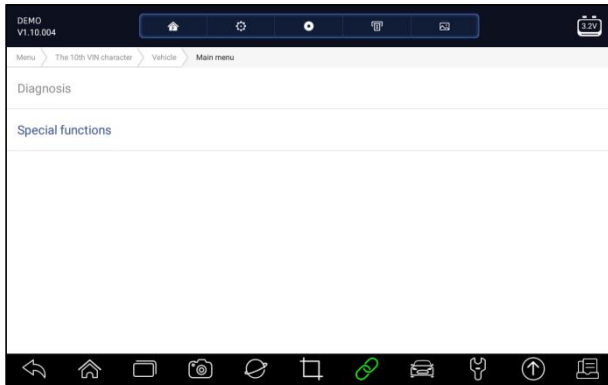 DEMO
V1.10.004
3.2V
Menu The 10th VIN character Vehicle Main menu
Diagnosis
Special functions